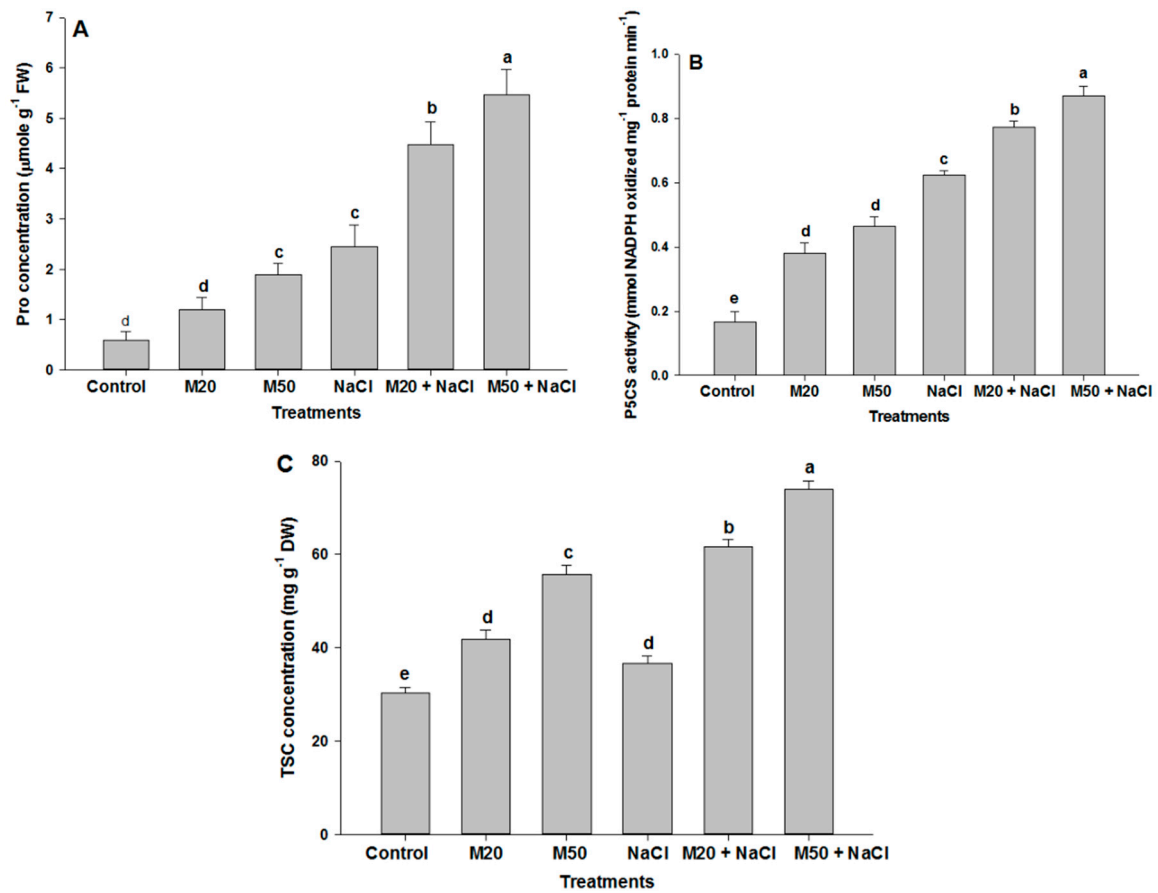 A
Pro concentration (µmole g⁻¹ FW)
7
6
5
4
3
2
1
0
d
d
c
c
b
a
Control M20 M50 NaCl M20 + NaCl M50 + NaCl
Treatments
B
P5CS activity (mmol NADPH oxidized mg⁻¹ protein min⁻¹)
1.0
0.8
0.6
0.4
0.2
0.0
e
d
d
c
b
a
Control M20 M50 NaCl M20 + NaCl M50 + NaCl
Treatments
C
TSC concentration (mg g⁻¹ DW)
80
60
40
20
0
e
d
c
d
b
a
Control M20 M50 NaCl M20 + NaCl M50 + NaCl
Treatments